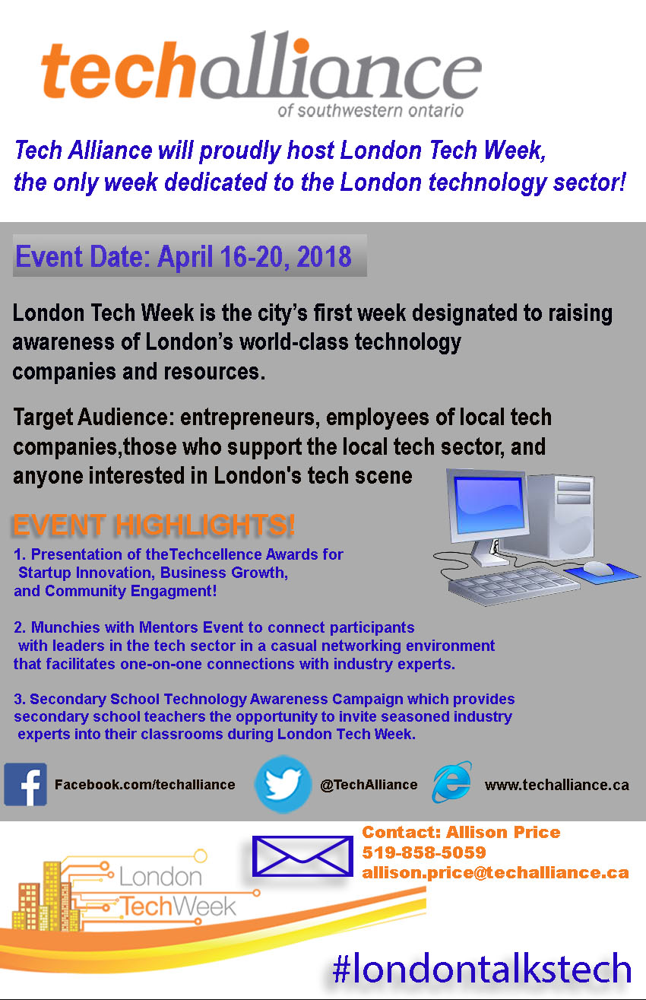 techalliance
of southwestern ontario
Tech Alliance will proudly host London Tech Week,
the only week dedicated to the London technology sector!
Event Date: April 16-20, 2018
London Tech Week is the city’s first week designated to raising
awareness of London’s world-class technology
companies and resources.
Target Audience: entrepreneurs, employees of local tech
companies,those who support the local tech sector, and
anyone interested in London's tech scene
EVENT HIGHLIGHTS!
1. Presentation of theTechcellence Awards for
Startup Innovation, Business Growth,
and Community Engagment!
2. Munchies with Mentors Event to connect participants
with leaders in the tech sector in a casual networking environment
that facilitates one-on-one connections with industry experts.
3. Secondary School Technology Awareness Campaign which provides
secondary school teachers the opportunity to invite seasoned industry
experts into their classrooms during London Tech Week.
Facebook.com/techalliance
@TechAlliance
www.techalliance.ca
Contact: Allison Price
519-858-5059
allison.price@techalliance.ca
London
TechWeek
#londontalkstech